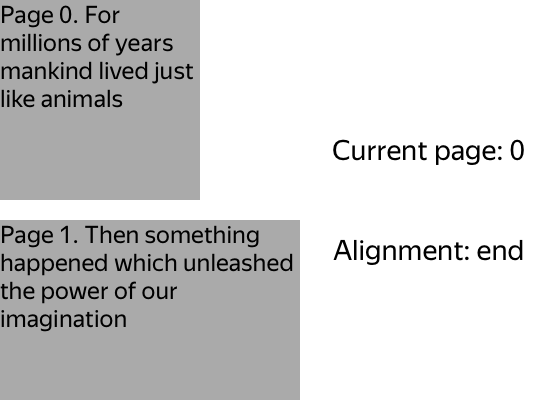 Page 0. For
millions of years
mankind lived just
like animals
Current page: 0
Page 1. Then something
happened which unleashed
the power of our
imagination
Alignment: end